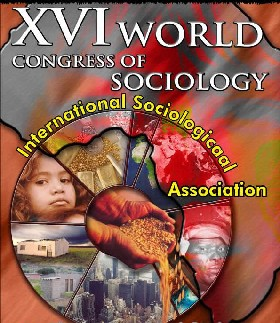 XVI WORLD
CONGRESS OF
SOCIOLOGY
International Sociologicaal
Association